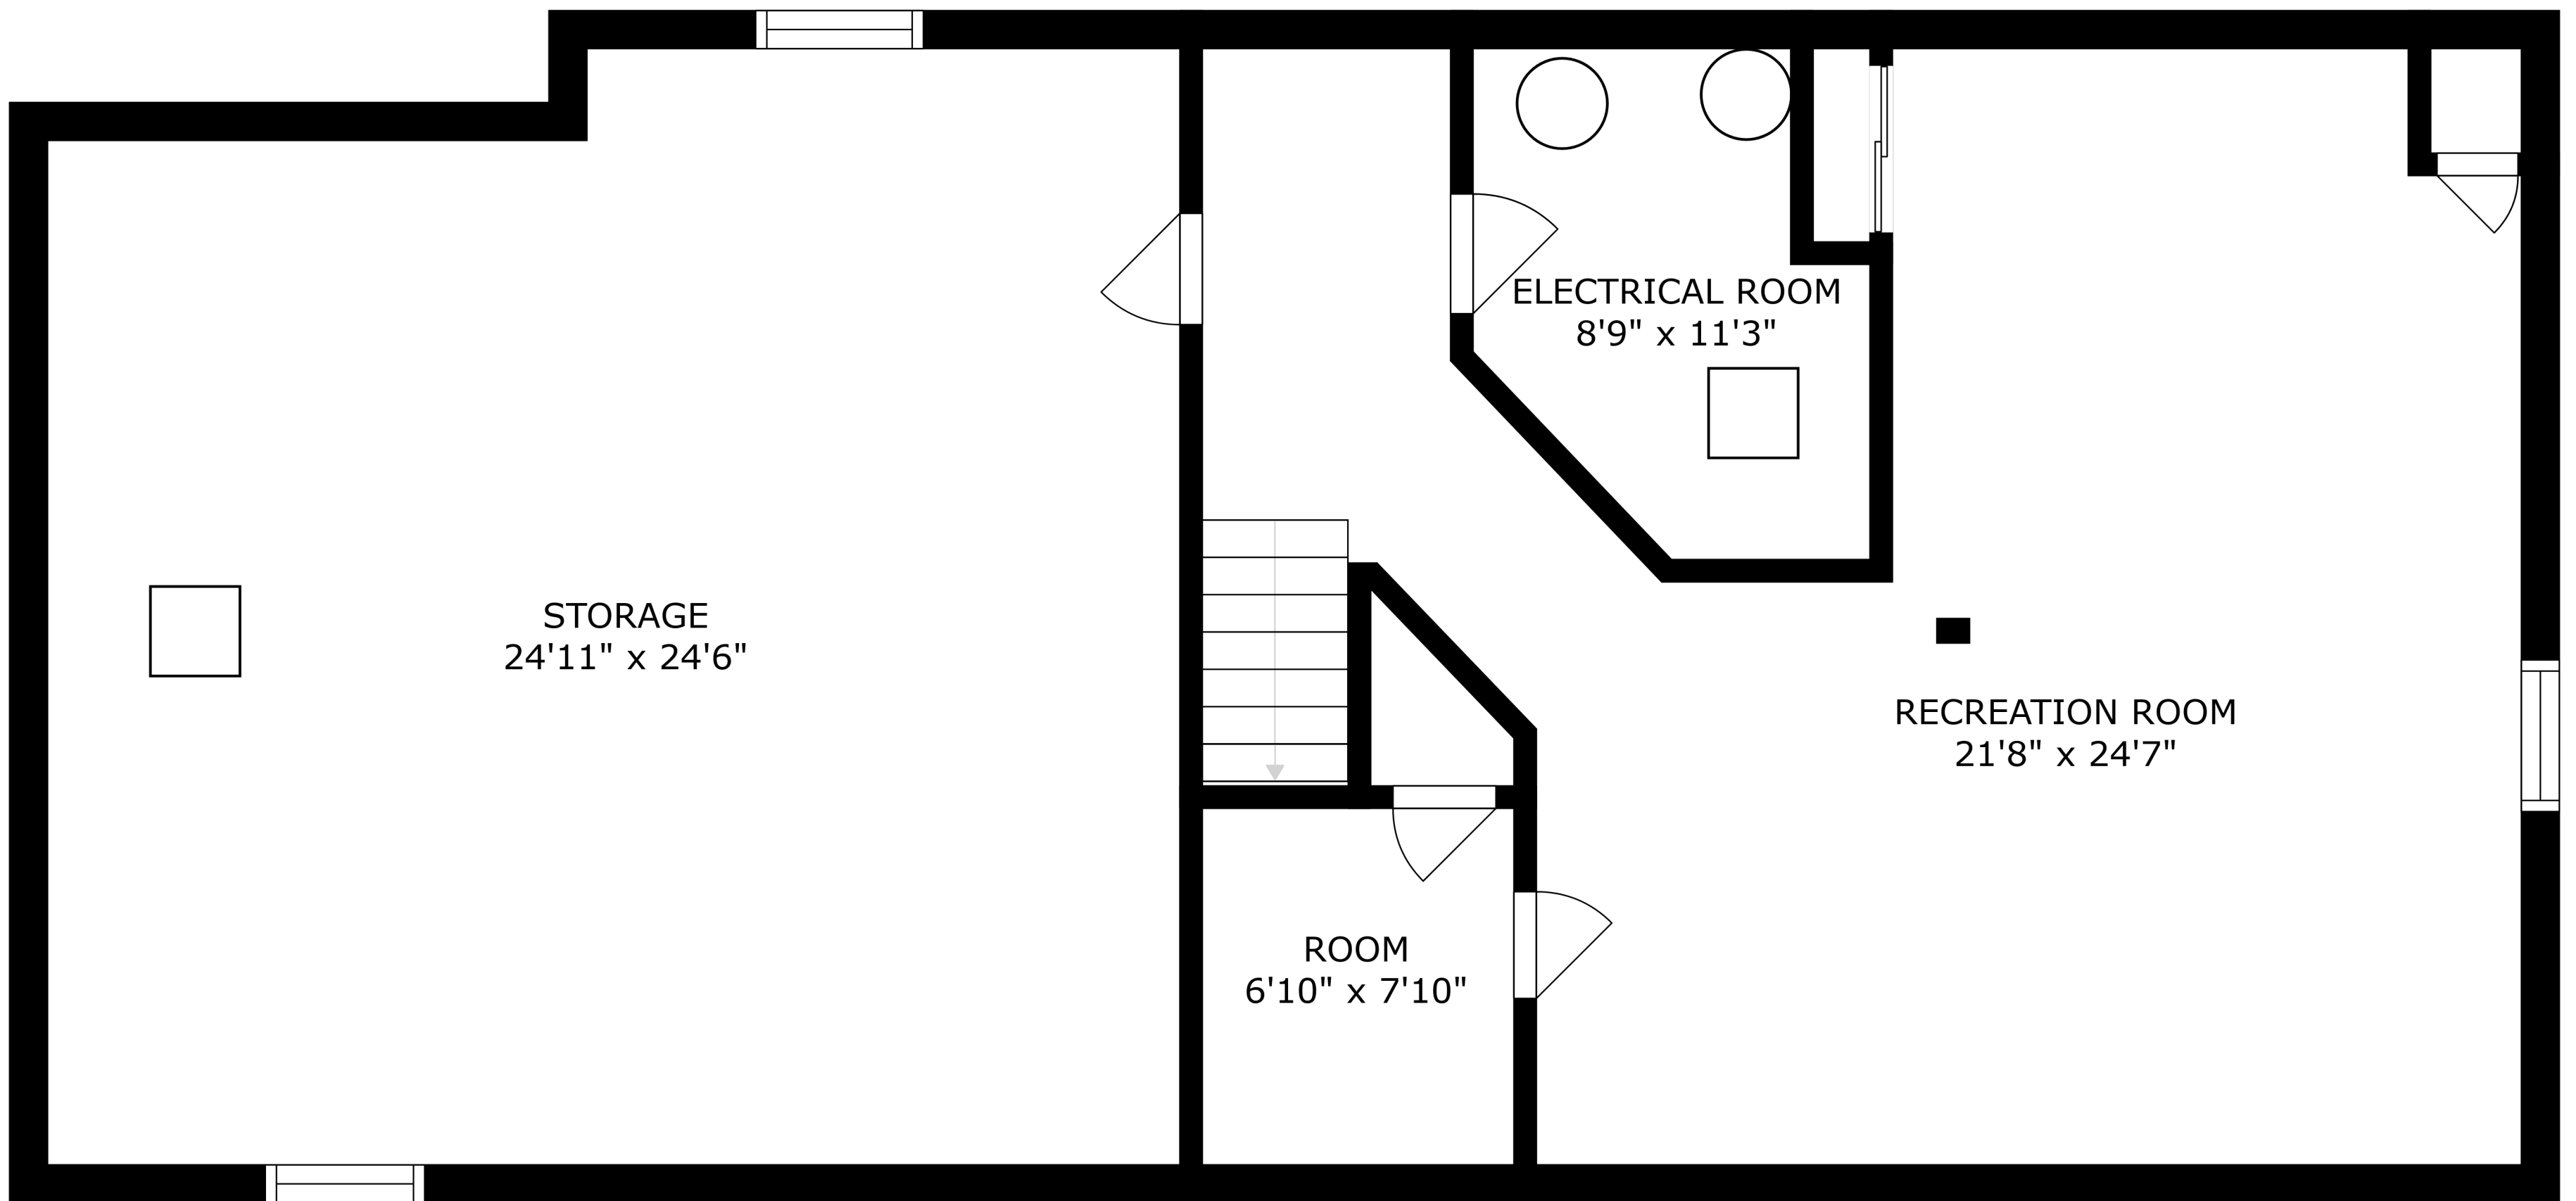 ELECTRICAL ROOM
8'9" x 11'3"
STORAGE
24'11" x 24'6"
RECREATION ROOM
21'8" x 24'7"
ROOM
6'10" x 7'10"